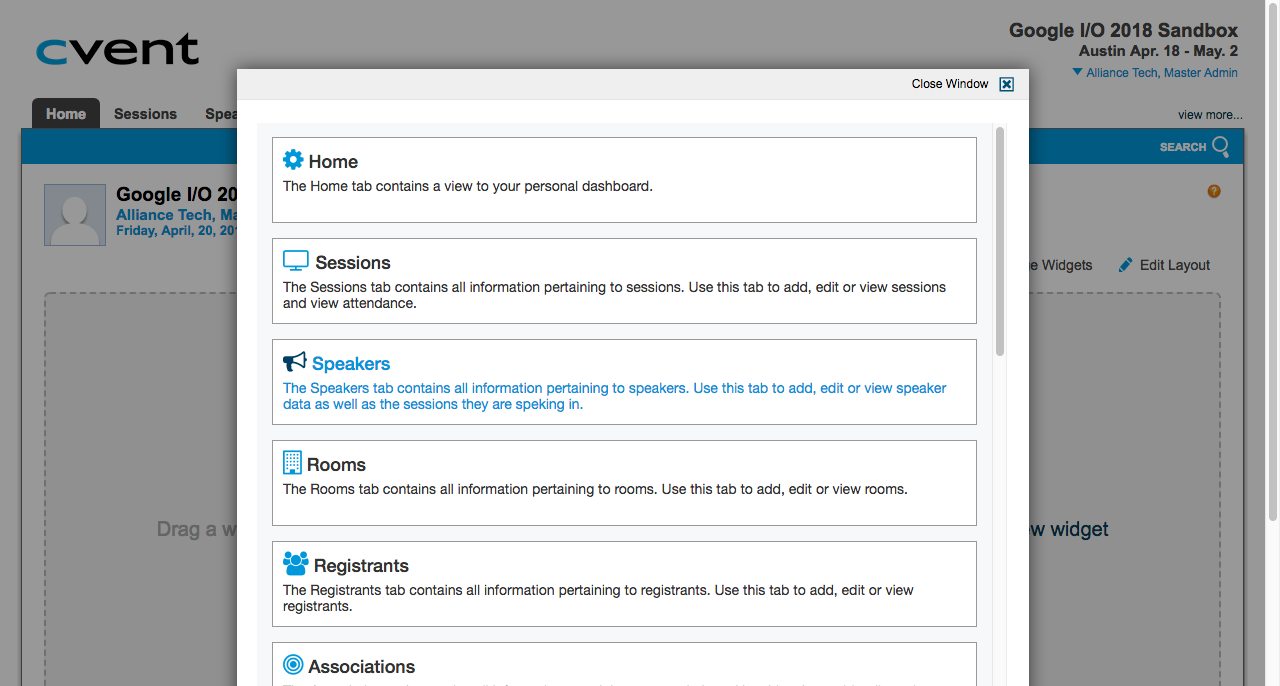 cvent
Google I/O 2018 Sandbox
Austin Apr. 18 - May. 2
Alliance Tech, Master Admin
Close Window
Home Sessions
view more...
SEARCH
Google I/O
Alliance Tech,
Friday, April, 20,
Widgets Edit Layout
Drag a
widget
Home
The Home tab contains a view to your personal dashboard.
Sessions
The Sessions tab contains all information pertaining to sessions. Use this tab to add, edit or view sessions
and view attendance.
Speakers
The Speakers tab contains all information pertaining to speakers. Use this tab to add, edit or view speaker
data as well as the sessions they are speking in.
Rooms
The Rooms tab contains all information pertaining to rooms. Use this tab to add, edit or view rooms.
Registrants
The Registrants tab contains all information pertaining to registrants. Use this tab to add, edit or view
registrants.
Associations